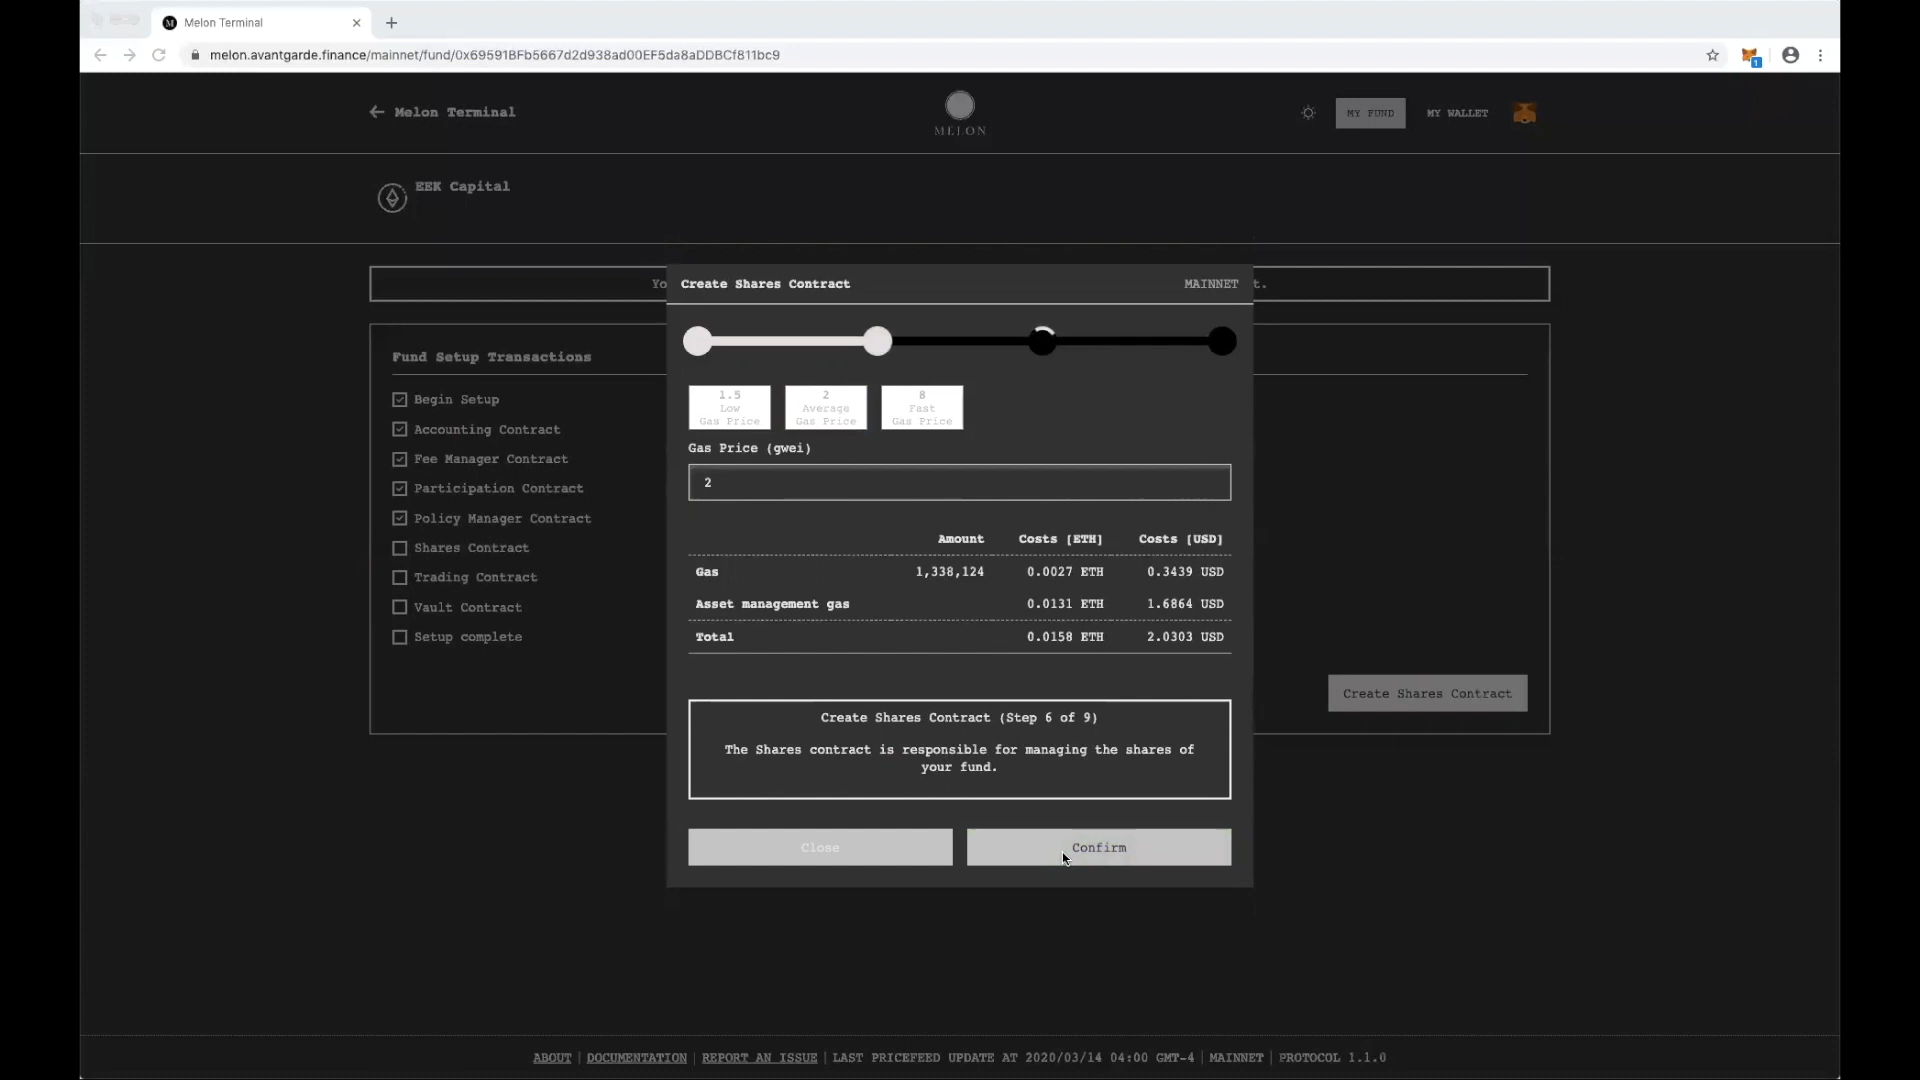 Melon Terminal
melon.avantgarde.finance/mainnet/fund/0x69591BFb5667d2d938ad00EF5da8aDDBCf811bc9
1
Melon Terminal
MELON
MY FUND
MY WALLET
EEK Capital
Yo
t.
Fund Setup Transactions
Begin Setup
Accounting Contract
Fee Manager Contract
Participation Contract
Policy Manager Contract
Shares Contract
Trading Contract
Vault Contract
Setup complete
Create Shares Contract
Create Shares Contract MAINNET
1.5 2 8
Low Average Fast
Gas Price Gas Price Gas Price
Gas Price (gwei)
2
Amount Costs [ETH] Costs [USD]
Gas 1,338,124 0.0027 ETH 0.3439 USD
Asset management gas 0.0131 ETH 1.6864 USD
Total 0.0158 ETH 2.0303 USD
Create Shares Contract (Step 6 of 9)
The Shares contract is responsible for managing the shares of
your fund.
Close Confirm
ABOUT | DOCUMENTATION | REPORT AN ISSUE | LAST PRICEFEED UPDATE AT 2020/03/14 04:00 GMT-4 | MAINNET | PROTOCOL 1.1.0